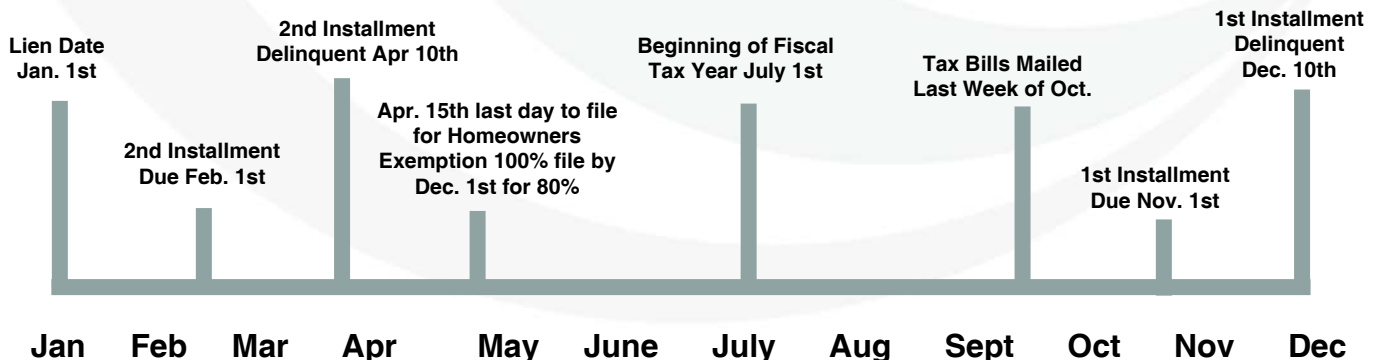 Lien Date
Jan. 1st
2nd Installment
Due Feb. 1st
2nd Installment
Delinquent Apr 10th
Apr. 15th last day to file
for Homeowners
Exemption 100% file by
Dec. 1st for 80%
Beginning of Fiscal
Tax Year July 1st
Tax Bills Mailed
Last Week of Oct.
1st Installment
Due Nov. 1st
1st Installment
Delinquent
Dec. 10th
Jan Feb Mar Apr May June July Aug Sept Oct Nov Dec